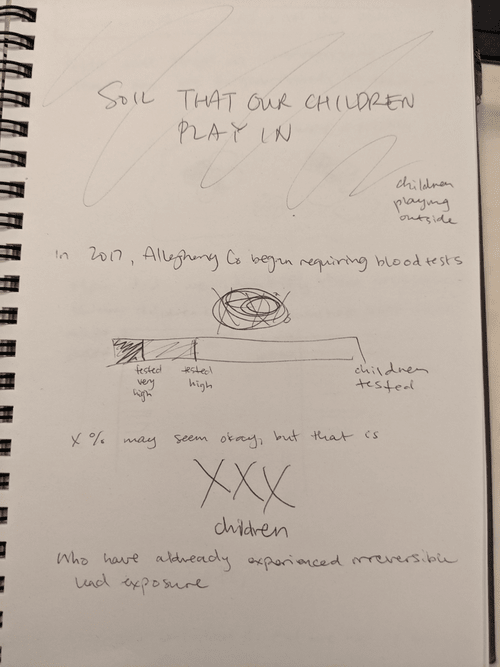 SOIL THAT OUR CHILDREN
PLAY IN
children
playing
outside
in 2017, Allegheny Co began requiring blood tests
tested
very
high
tested
high
children
tested
X % may seem okay, but that is
XXX
children
Who have aldready experienced irreversible
lead exposure